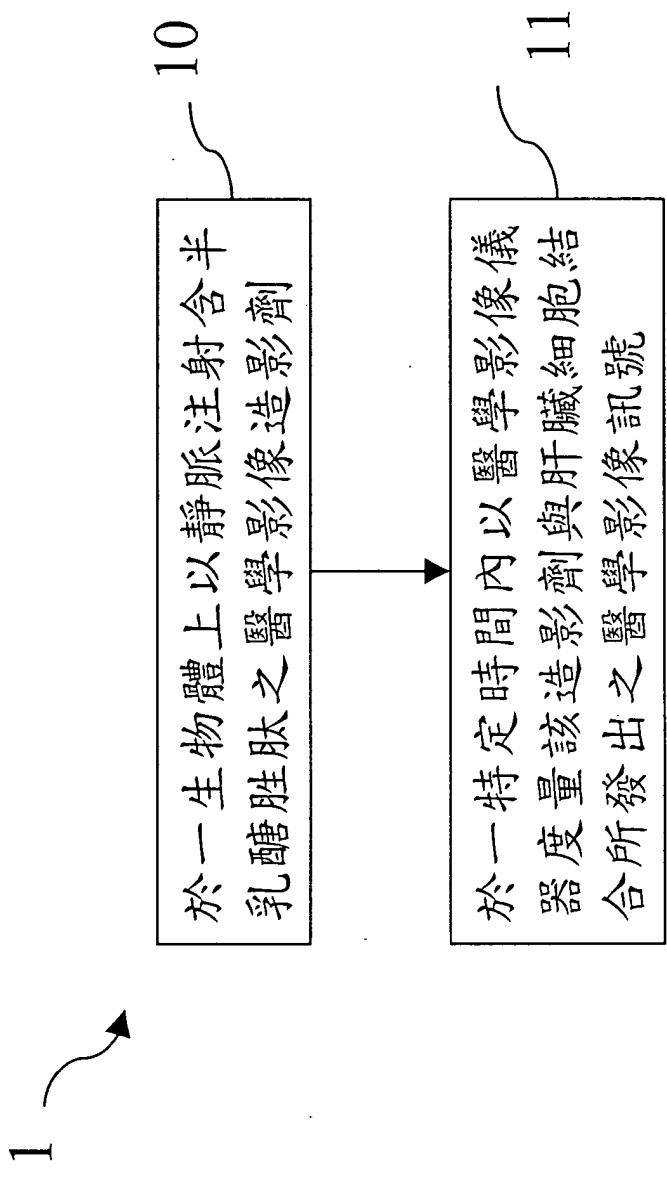 1
於一生物體上以靜脈注射含半
乳醣胜肽之醫學影像造影劑
10
於一特定時間內以醫學影像儀
器度量該造影劑與肝臟細胞結
合所發出之醫學影像訊號
11